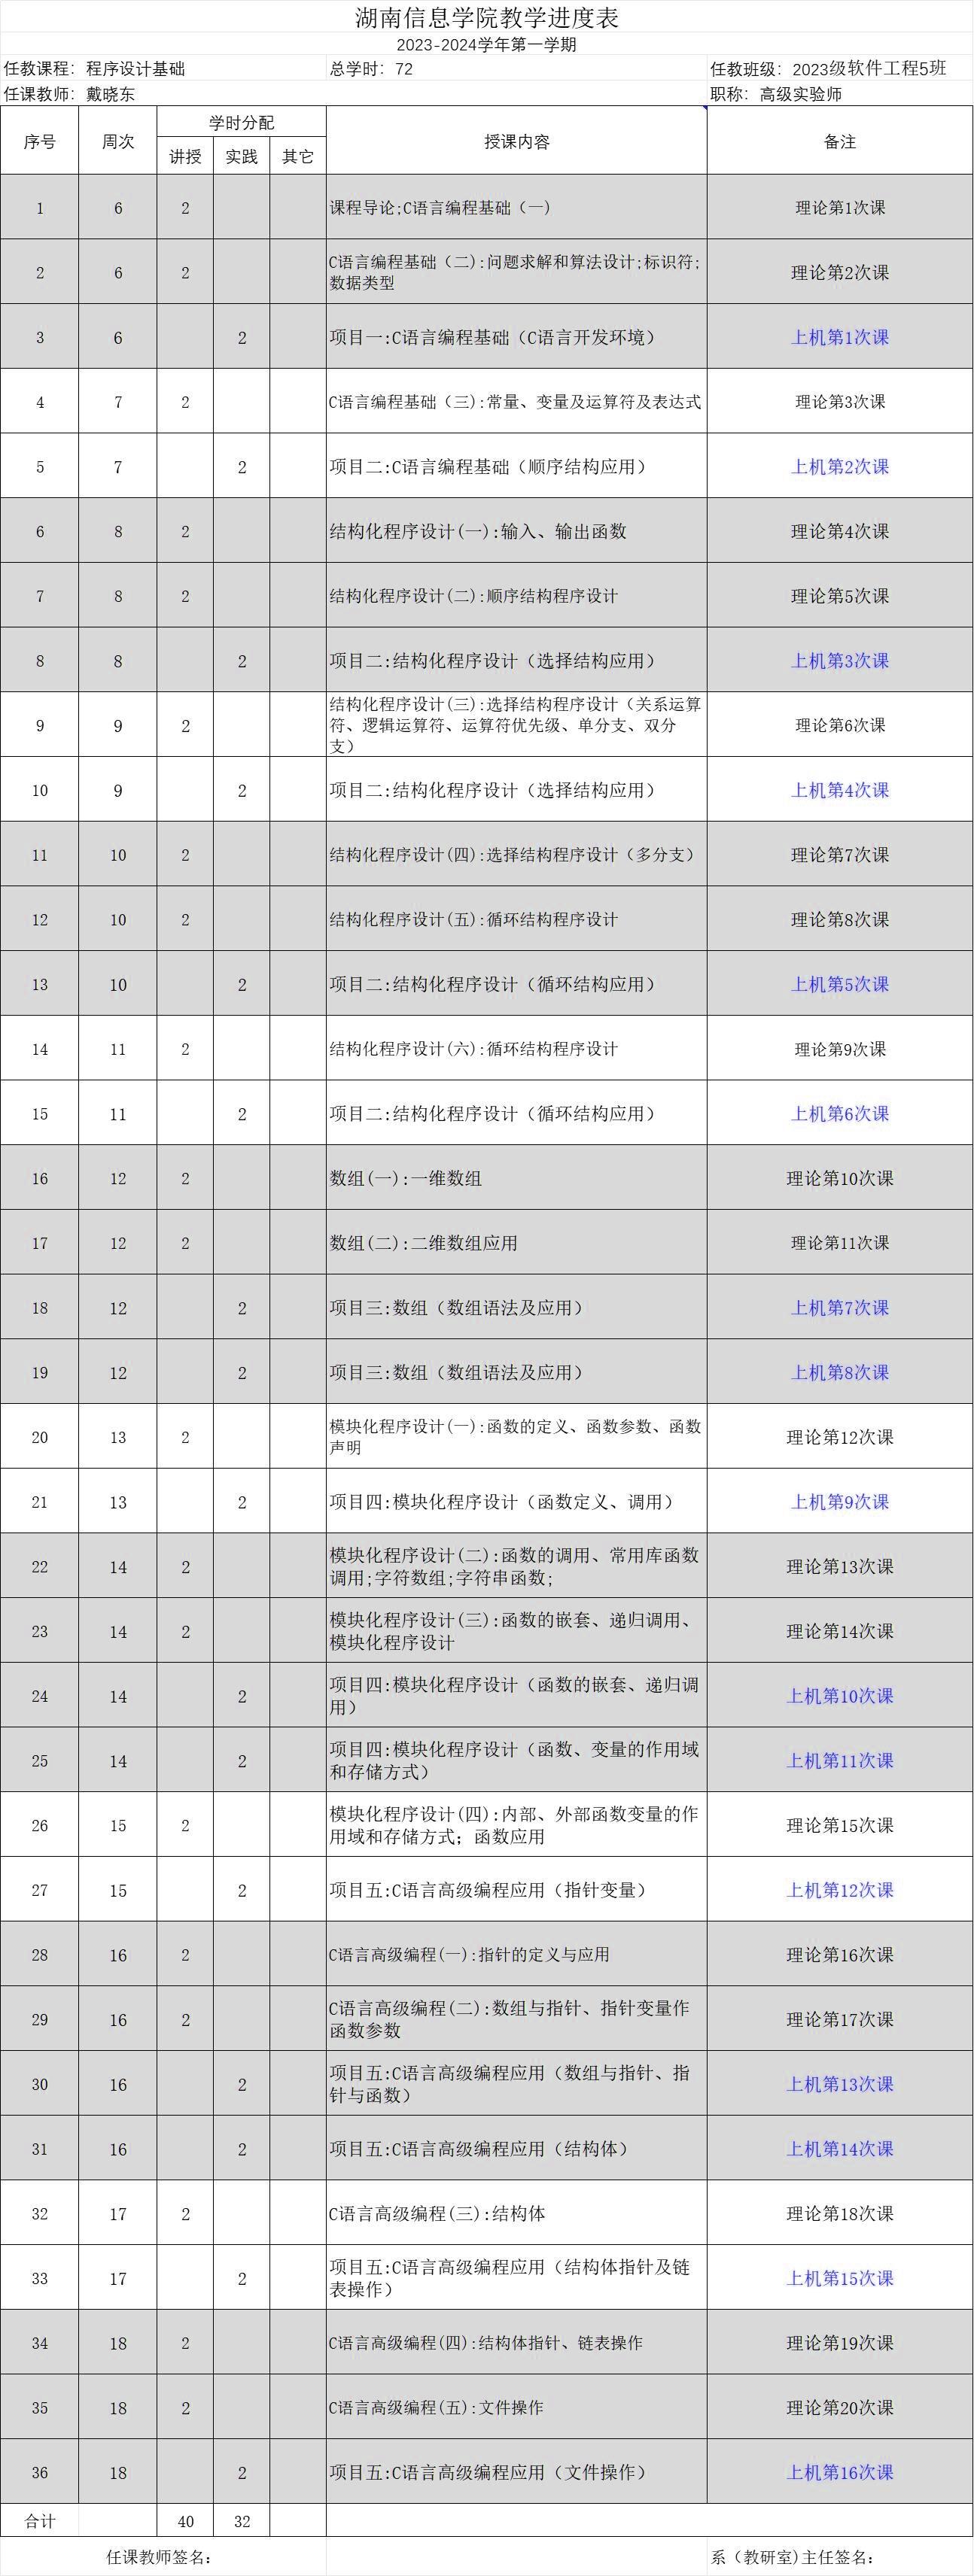 湖南信息学院教学进度表
2023-2024学年第一学期
任教课程：程序设计基础 总学时：72 任教班级：2023级软件工程5班
任课教师：戴晓东 职称：高级实验师
序号 周次 学时分配 授课内容 备注
讲授 实践 其它
1 6 2 课程导论;C语言编程基础（一) 理论第1次课
2 6 2 C语言编程基础（二):问题求解和算法设计;标识符;
数据类型 理论第2次课
3 6 2 项目一:C语言编程基础（C语言开发环境） 上机第1次课
4 7 2 C语言编程基础（三):常量、变量及运算符及表达式 理论第3次课
5 7 2 项目二:C语言编程基础（顺序结构应用） 上机第2次课
6 8 2 结构化程序设计(一):输入、输出函数 理论第4次课
7 8 2 结构化程序设计(二):顺序结构程序设计 理论第5次课
8 8 2 项目二:结构化程序设计（选择结构应用） 上机第3次课
9 9 2 结构化程序设计(三):选择结构程序设计（关系运算
符、逻辑运算符、运算符优先级、单分支、双分
支） 理论第6次课
10 9 2 项目二:结构化程序设计（选择结构应用） 上机第4次课
11 10 2 结构化程序设计(四):选择结构程序设计（多分支） 理论第7次课
12 10 2 结构化程序设计(五):循环结构程序设计 理论第8次课
13 10 2 项目二:结构化程序设计（循环结构应用） 上机第5次课
14 11 2 结构化程序设计(六):循环结构程序设计 理论第9次课
15 11 2 项目二:结构化程序设计（循环结构应用） 上机第6次课
16 12 2 数组(一):一维数组 理论第10次课
17 12 2 数组(二):二维数组应用 理论第11次课
18 12 2 项目三:数组（数组语法及应用） 上机第7次课
19 12 2 项目三:数组（数组语法及应用） 上机第8次课
20 13 2 模块化程序设计(一):函数的定义、函数参数、函数
声明 理论第12次课
21 13 2 项目四:模块化程序设计（函数定义、调用） 上机第9次课
22 14 2 模块化程序设计(二):函数的调用、常用库函数
调用;字符数组;字符串函数; 理论第13次课
23 14 2 模块化程序设计(三):函数的嵌套、递归调用、
模块化程序设计 理论第14次课
24 14 2 项目四:模块化程序设计（函数的嵌套、递归调
用） 上机第10次课
25 14 2 项目四:模块化程序设计（函数、变量的作用域
和存储方式） 上机第11次课
26 15 2 模块化程序设计(四):内部、外部函数变量的作
用域和存储方式；函数应用 理论第15次课
27 15 2 项目五:C语言高级编程应用（指针变量） 上机第12次课
28 16 2 C语言高级编程(一):指针的定义与应用 理论第16次课
29 16 2 C语言高级编程(二):数组与指针、指针变量作
函数参数 理论第17次课
30 16 2 项目五:C语言高级编程应用（数组与指针、指
针与函数） 上机第13次课
31 16 2 项目五:C语言高级编程应用（结构体） 上机第14次课
32 17 2 C语言高级编程(三):结构体 理论第18次课
33 17 2 项目五:C语言高级编程应用（结构体指针及链
表操作） 上机第15次课
34 18 2 C语言高级编程(四):结构体指针、链表操作 理论第19次课
35 18 2 C语言高级编程(五):文件操作 理论第20次课
36 18 2 项目五:C语言高级编程应用（文件操作） 上机第16次课
合计 40 32
任课教师签名： 系（教研室)主任签名：